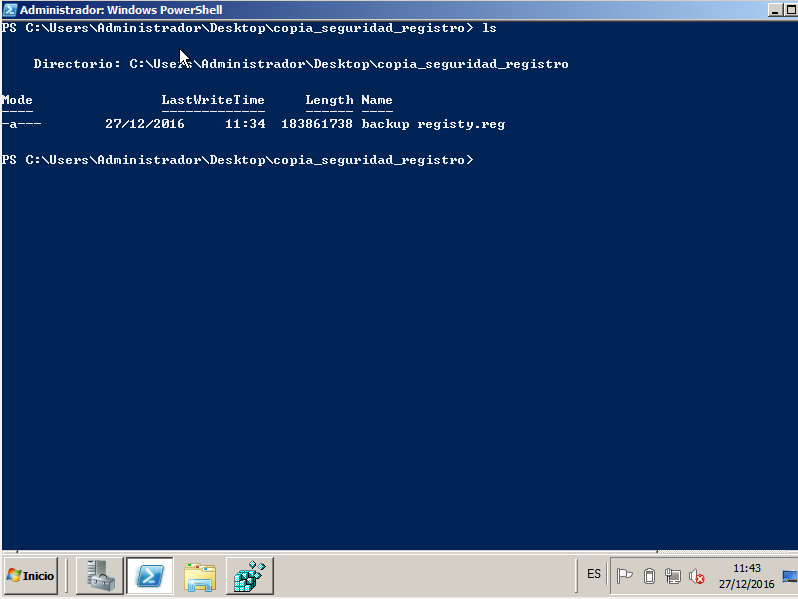 Administrador: Windows PowerShell
PS C:\Users\Administrador\Desktop\copia_seguridad_registro> ls
Directorio: C:\Users\Administrador\Desktop\copia_seguridad_registro
Mode LastWriteTime Length Name
---- ------------- ------ ----
-a--- 27/12/2016 11:34 183861738 backup registy.reg
PS C:\Users\Administrador\Desktop\copia_seguridad_registro>
Inicio ES 11:43
27/12/2016